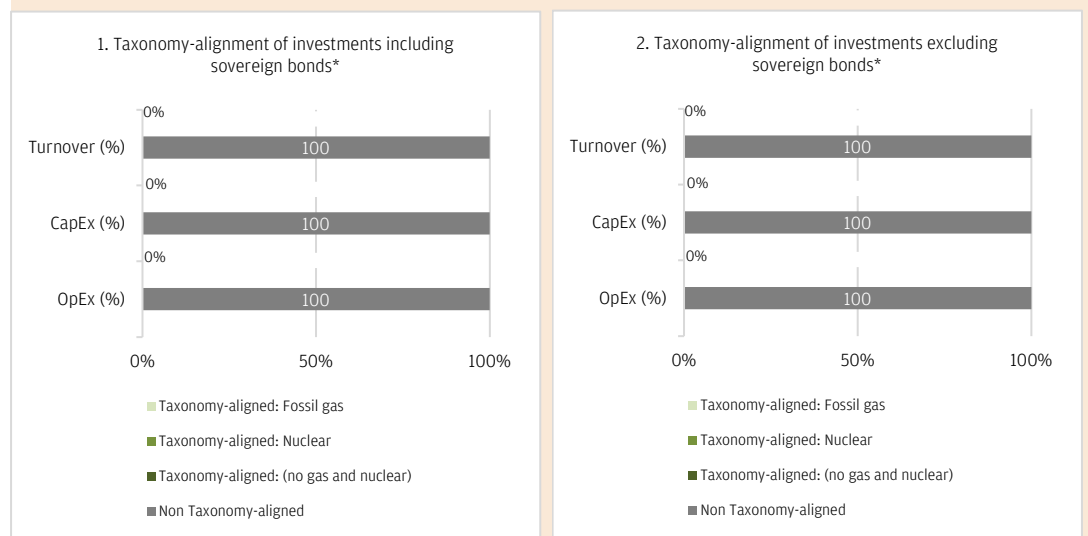 1. Taxonomy-alignment of investments including
sovereign bonds*
0%
Turnover (%)
100
0%
CapEx (%)
100
0%
OpEx (%)
100
0%
50%
100%
Taxonomy-aligned: Fossil gas
Taxonomy-aligned: Nuclear
Taxonomy-aligned: (no gas and nuclear)
Non Taxonomy-aligned
2. Taxonomy-alignment of investments excluding
sovereign bonds*
0%
Turnover (%)
100
0%
CapEx (%)
100
0%
OpEx (%)
100
0%
50%
100%
Taxonomy-aligned: Fossil gas
Taxonomy-aligned: Nuclear
Taxonomy-aligned: (no gas and nuclear)
Non Taxonomy-aligned